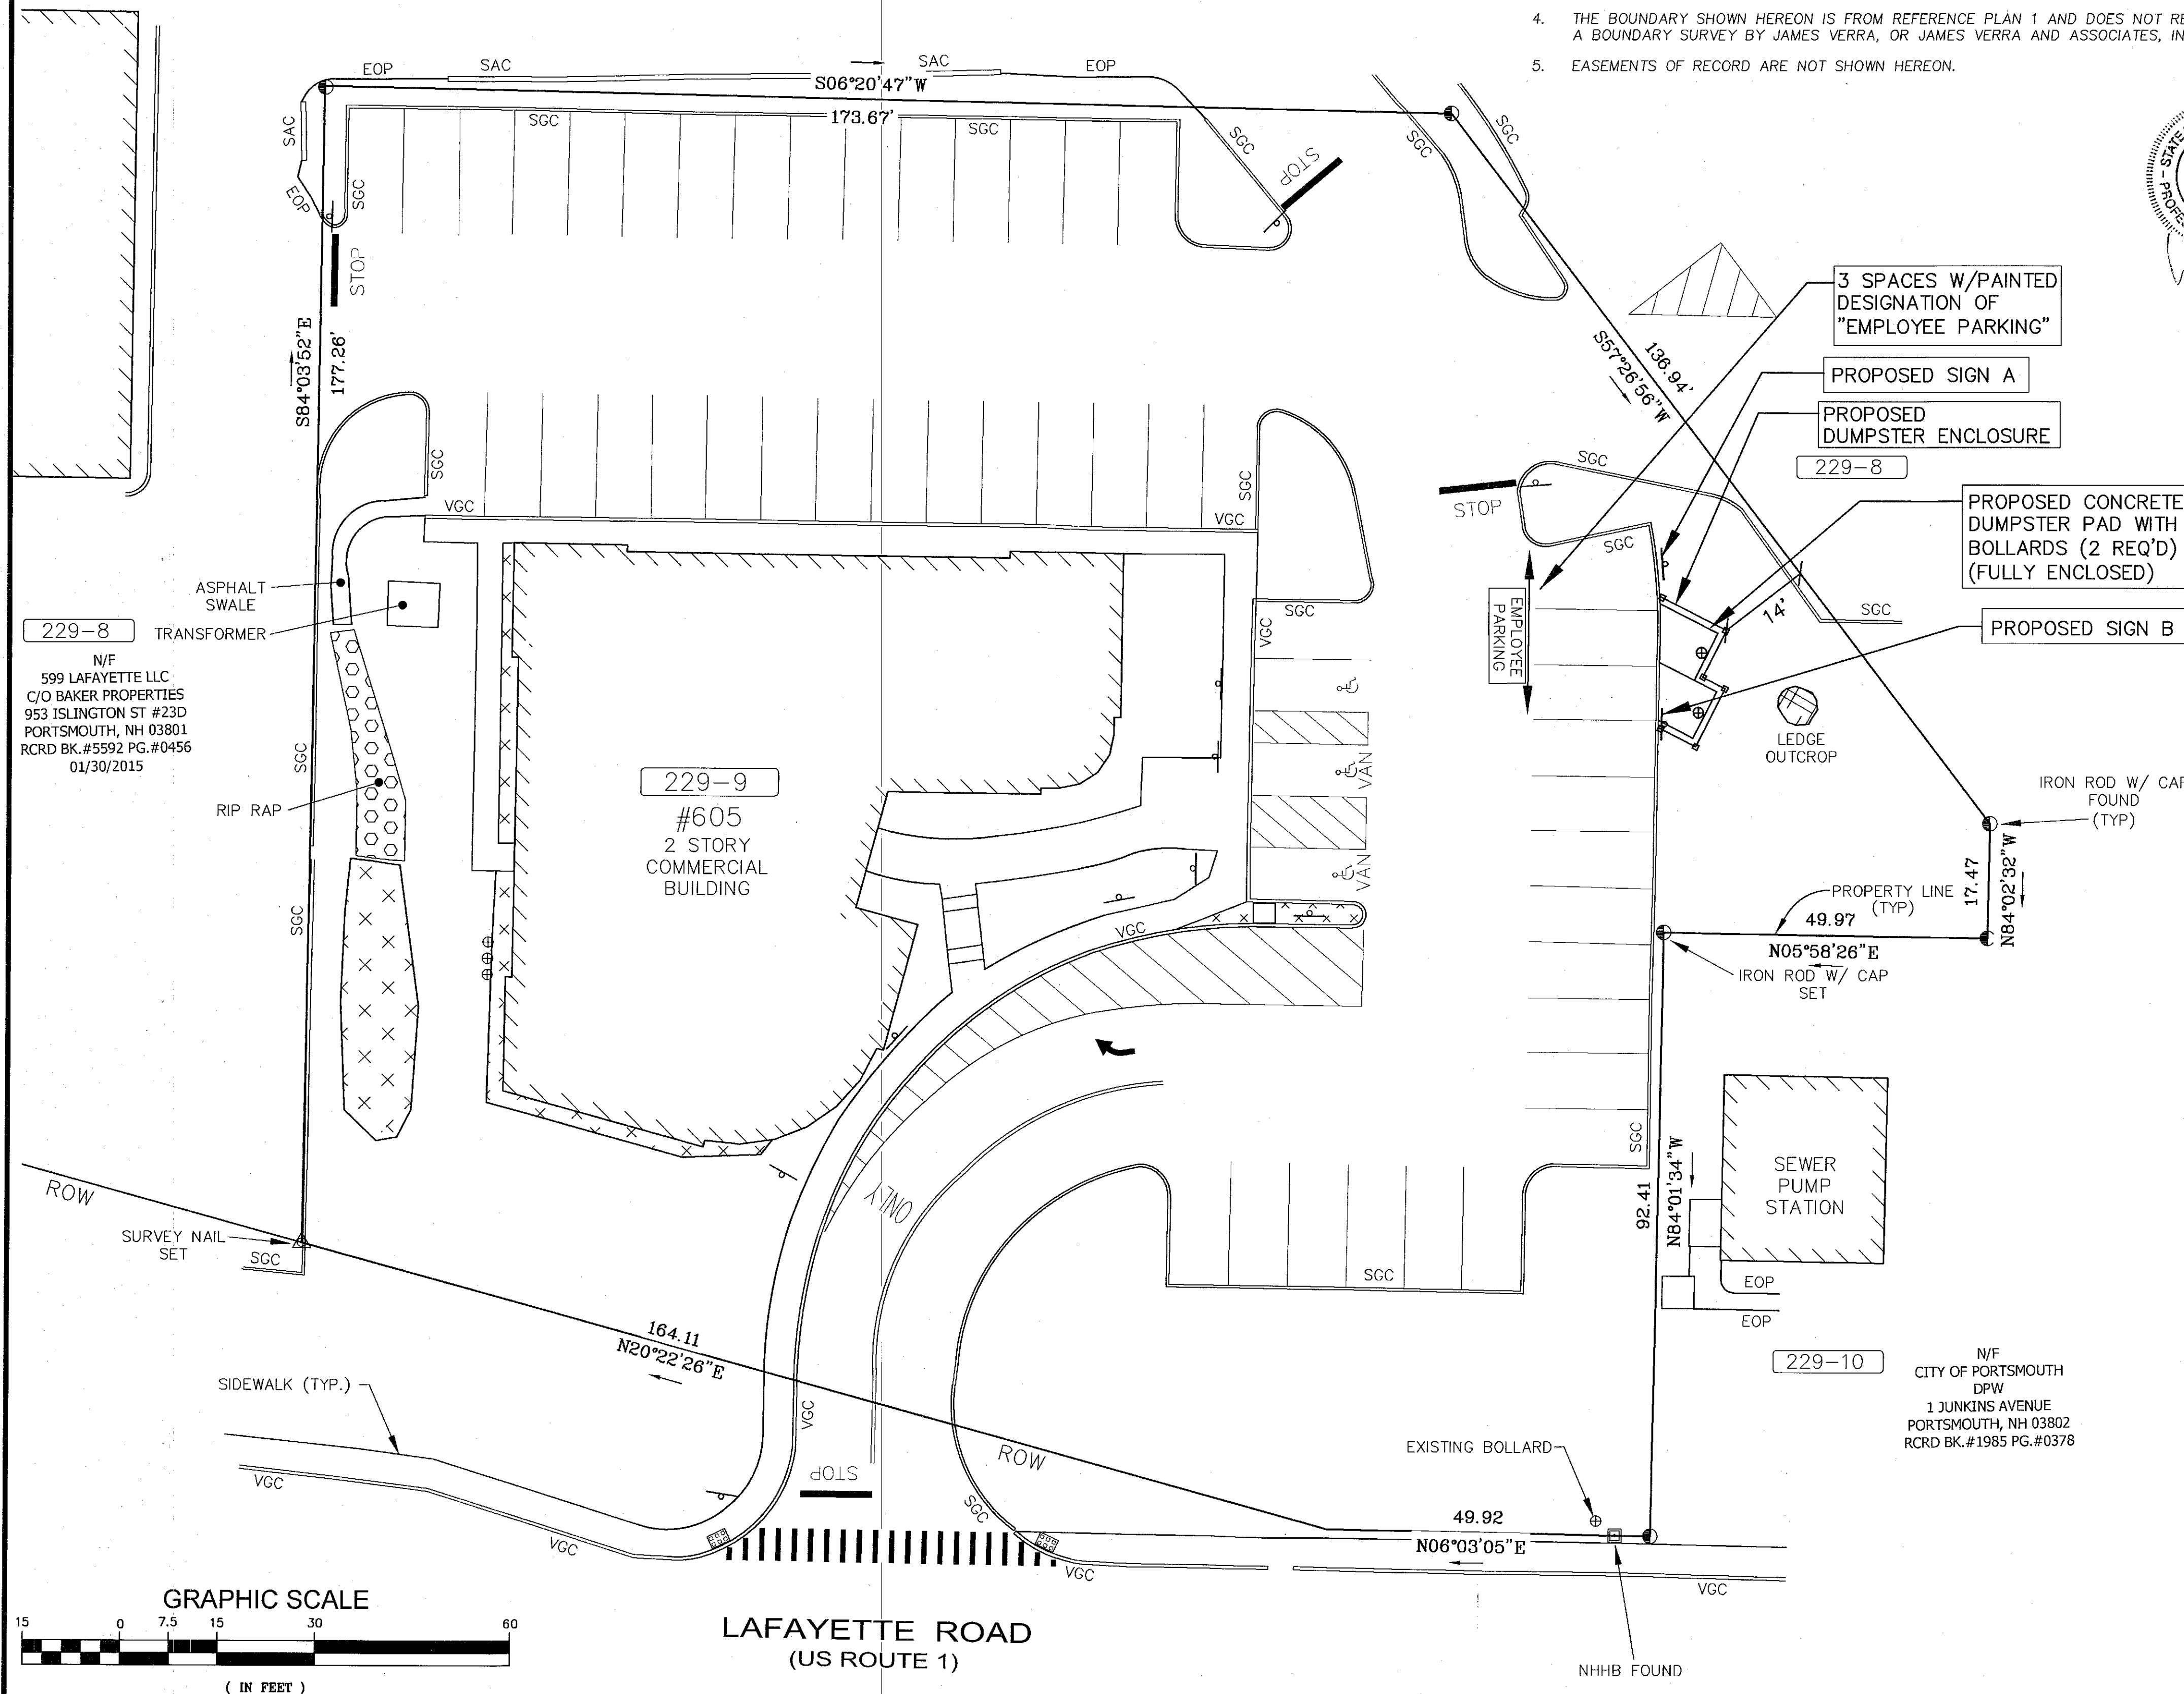 4. THE BOUNDARY SHOWN HEREON IS FROM REFERENCE PLAN 1 AND DOES NOT
A BOUNDARY SURVEY BY JAMES VERRA, OR JAMES VERRA AND ASSOCIATES,
5. EASEMENTS OF RECORD ARE NOT SHOWN HEREON.
EOP
SAC
SAC
EOP
S06°20'47"W
173.67'
SGC
SGC
SAC
EOP
SGC
STOP
SGC
STOP
SGC
SGC
STATE
S84°03'52"E
177.26'
S57°26'56"W
136.94'
3 SPACES W/PAINTED
DESIGNATION OF
"EMPLOYEE PARKING"
PROPOSED SIGN A
PROPOSED
DUMPSTER ENCLOSURE
229-8
PROPOSED CONCRETE
DUMPSTER PAD WITH
BOLLARDS (2 REQ'D)
(FULLY ENCLOSED)
PROPOSED SIGN B
SGC
VGC
VGC
SGC
STOP
SGC
SGC
SGC
14'
SGC
VGC
EMPLOYEE
PARKING
ASPHALT
SWALE
TRANSFORMER
229-8
N/F
599 LAFAYETTE LLC
C/O BAKER PROPERTIES
953 ISLINGTON ST #23D
PORTSMOUTH, NH 03801
RCRD BK.#5592 PG.#0456
01/30/2015
SGC
RIP RAP
SGC
229-9
#605
2 STORY
COMMERCIAL
BUILDING
VAN
VAN
VGC
LEDGE
OUTCROP
IRON ROD W/ CAP
FOUND
(TYP)
17.47
N84°02'32"W
PROPERTY LINE
(TYP)
49.97
N05°58'26"E
IRON ROD W/ CAP
SET
SGC
92.41
N84°01'34"W
SEWER
PUMP
STATION
EOP
EOP
ROW
SURVEY NAIL
SET
SGC
ONLY
SGC
164.11
N20°22'26"E
229-10
N/F
CITY OF PORTSMOUTH
DPW
1 JUNKINS AVENUE
PORTSMOUTH, NH 03802
RCRD BK.#1985 PG.#0378
SIDEWALK (TYP.)
VGC
VGC
STOP
ROW
SGC
EXISTING BOLLARD
49.92
N06°03'05"E
VGC
VGC
VGC
NHHB FOUND
GRAPHIC SCALE
15 0 7.5 15 30 60
( IN FEET )
LAFAYETTE ROAD
(US ROUTE 1)